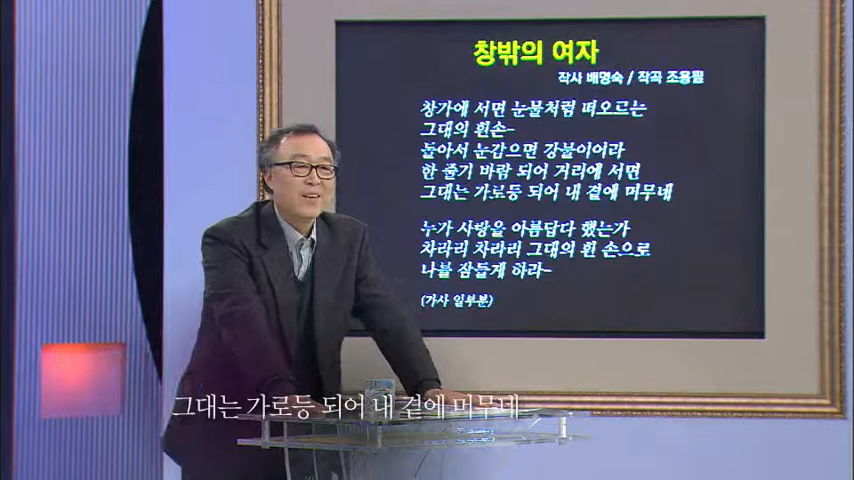 창밖의 여자
작사 배명숙 / 작곡 조용필
창가에 서면 눈물처럼 떠오르는
그대의 흰손-
돌아서 눈감으면 강물이어라
한 줄기 바람 되어 거리에 서면
그대는 가로등 되어 내 곁에 머무네
누가 사랑을 아름답다 했는가
차라리 차라리 그대의 흰 손으로
나를 잠들게 하라-
(가사 일부분)
그대는 가로등 되어 내 곁에 머무네